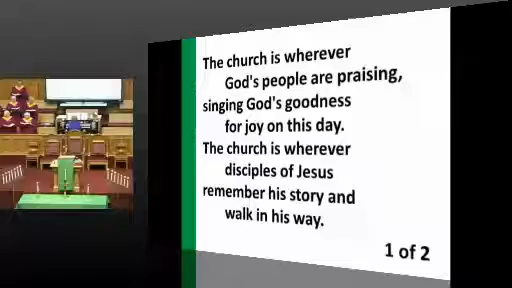 The church is wherever
God's people are praising,
singing God's goodness
for joy on this day.
The church is wherever
disciples of Jesus
remember his story and
walk in his way.
1 of 2